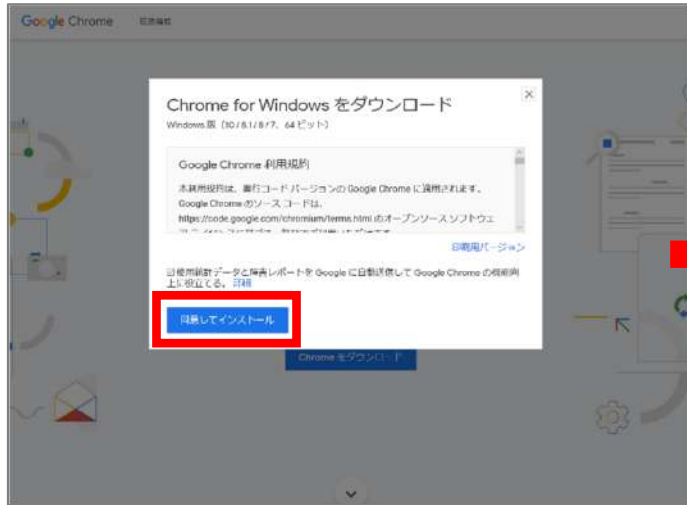 Google Chrome
Chrome for Windows をダウンロード
Windows 版（10/8.1/8/7、64 ビット）
Google Chrome 利用規約
本利用規約は、実行コード バージョンの Google Chrome に適用されます。
Google Chrome のソース コードは、
https://code.google.com/chromium/terms.html のオープンソース ソフトウェ
印刷用バージョン
使用統計データと障害レポートを Google に自動送信して Google Chrome の機能向
上に役立てる。 詳細
同意してインストール
Chrome をダウンロード